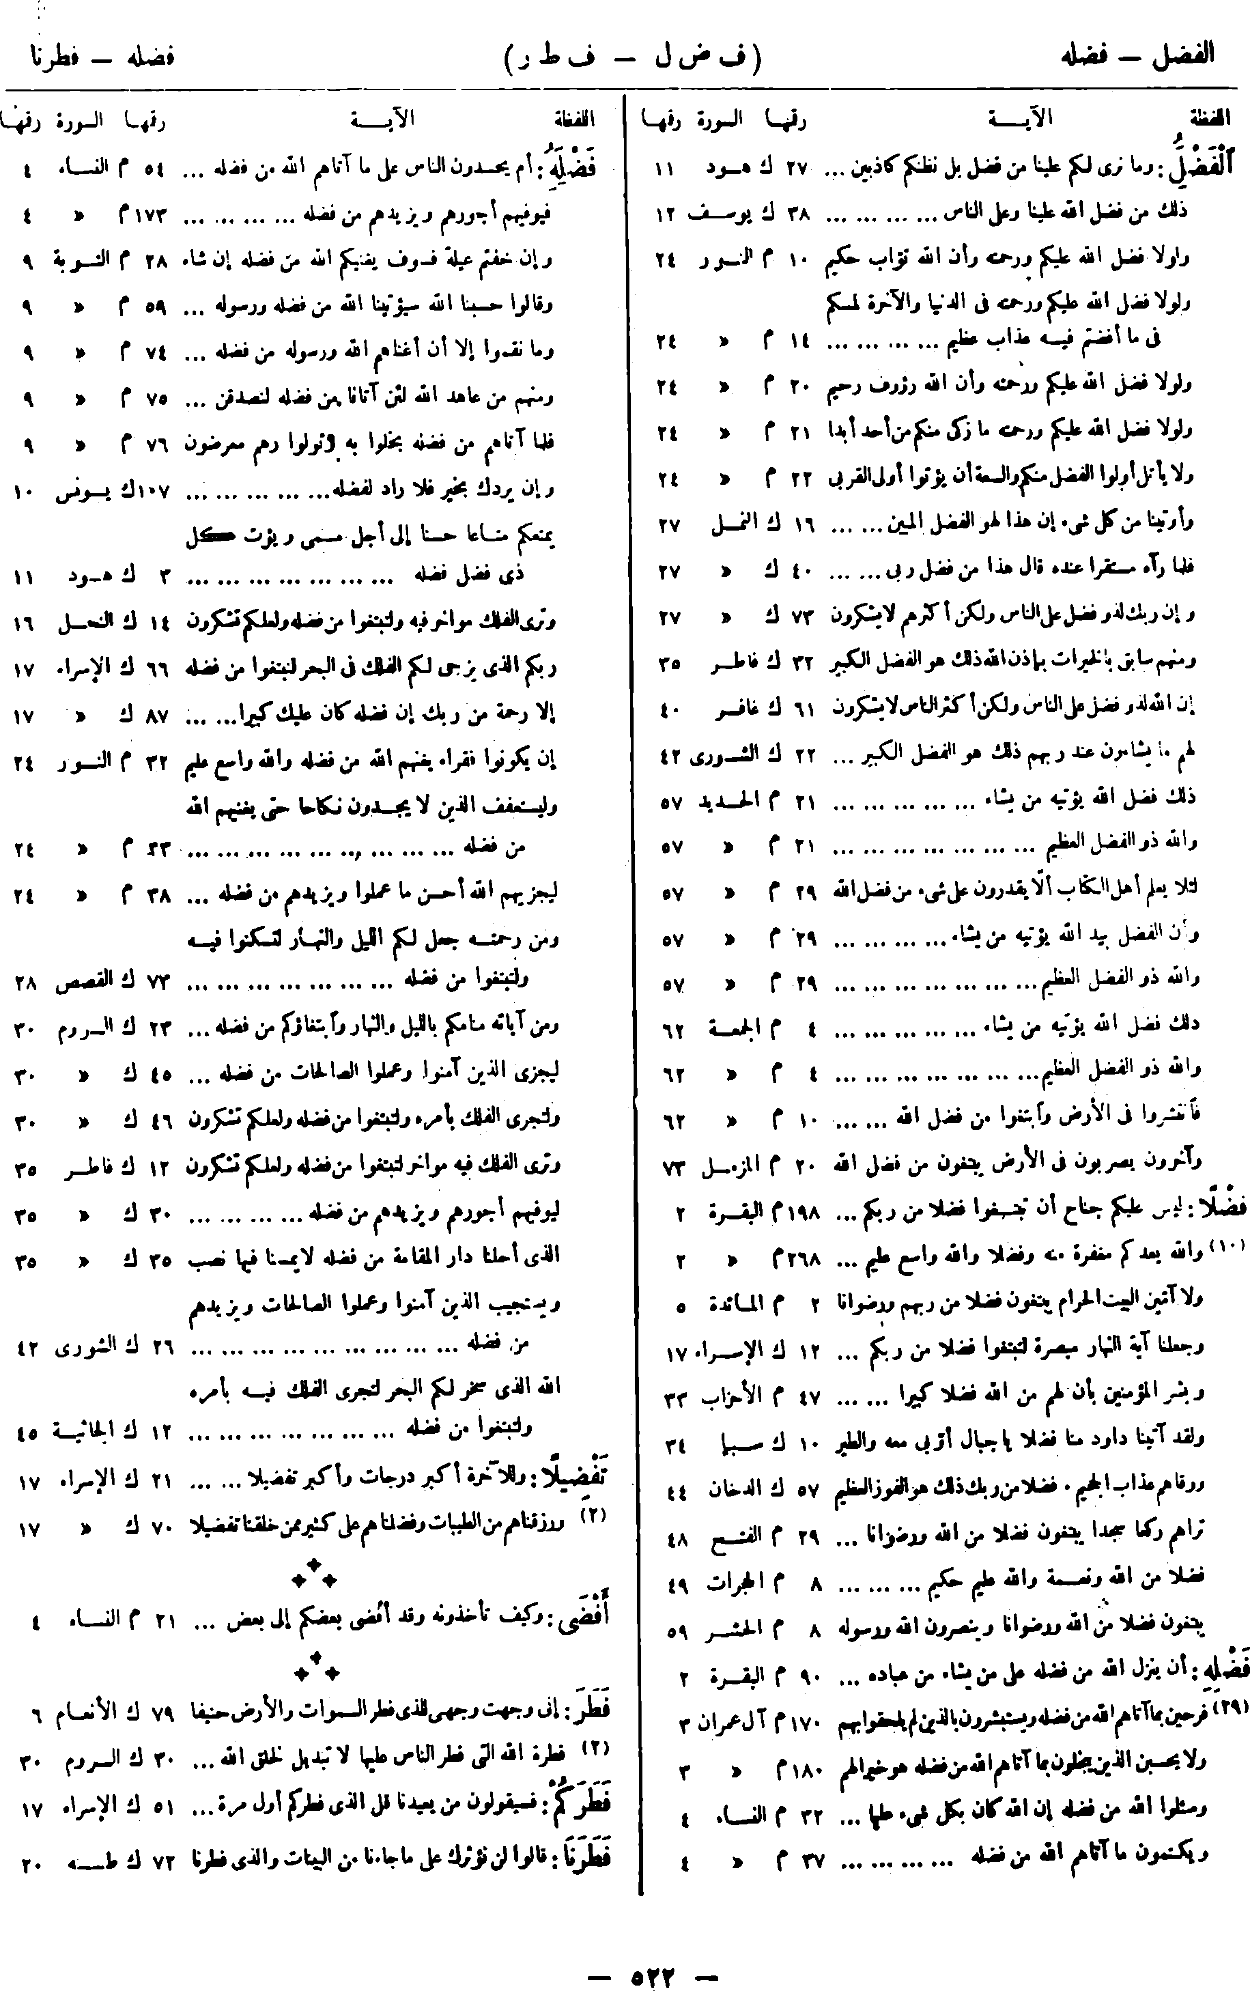 الفضل — فضله (ف ض ل — ف ط ر) فضله — فطرنا
اللفظة الآيـــة رقمها السورة رقمها
اَلْفَضْلُ: وما نرى لكم علينا من فضل بل نظنكم كاذبين ... ٢٧ ك هود ١١
ذلك من فضل الله علينا وعلى الناس ... ... ... ... ٣٨ ك يوسف ١٢
ولولا فضل الله عليكم ورحمته وأن الله تواب حكيم ١٠ م النور ٢٤
ولولا فضل الله عليكم ورحمته فى الدنيا والآخرة لمسكم
فى ما أفضتم فيه عذاب عظيم ... ... ... ... ١٤ م « ٢٤
ولولا فضل الله عليكم ورحمته وأن الله رؤوف رحيم ٢٠ م « ٢٤
ولولا فضل الله عليكم ورحمته ما زكى منكم من أحد أبدا ٢١ م « ٢٤
ولا يأتل أولوا الفضل منكم والسعة أن يؤتوا أولى القربى ٢٢ م « ٢٤
وأوتينا من كل شىء إن هذا لهو الفضل المبين ... ... ١٦ ك النمل ٢٧
فلما رآه مستقرا عنده قال هذا من فضل ربى ... ... ٤٠ ك « ٢٧
وإن ربك لذو فضل على الناس ولكن أكثرهم لا يشكرون ٧٣ ك « ٢٧
ومنهم سابق بالخيرات بإذن الله ذلك هو الفضل الكبير ٣٢ ك فاطر ٣٥
إن الله لذو فضل على الناس ولكن أكثر الناس لا يشكرون ٦١ ك غافر ٤٠
لهم ما يشاءون عند ربهم ذلك هو الفضل الكبير ... ٢٢ ك الشورى ٤٢
ذلك فضل الله يؤتيه من يشاء ... ... ... ... ... ٢١ م الحديد ٥٧
والله ذو الفضل العظيم ... ... ... ... ... ... ... ٢١ م « ٥٧
لئلا يعلم أهل الكتاب ألّا يقدرون على شىء من فضل الله ٢٩ م « ٥٧
وأن الفضل بيد الله يؤتيه من يشاء ... ... ... ... ٢٩ م « ٥٧
والله ذو الفضل العظيم ... ... ... ... ... ... ... ٢٩ م « ٥٧
ذلك فضل الله يؤتيه من يشاء ... ... ... ... ... ٤ م الجمعة ٦٢
والله ذو الفضل العظيم ... ... ... ... ... ... ... ٤ م « ٦٢
فانتشروا فى الأرض وابتغوا من فضل الله ... ... ١٠ م « ٦٢
وآخرون يضربون فى الأرض يبتغون من فضل الله ٢٠ م المزمل ٧٣
فَضْلًا: ليس عليكم جناح أن تبتغوا فضلا من ربكم ... ١٩٨ م البقرة ٢
(١٠) والله يعدكم مغفرة منه وفضلا والله واسع عليم ... ٢٦٨ م « ٢
ولا آمّين البيت الحرام يبتغون فضلا من ربهم ورضوانا ٢ م المائدة ٥
وجعلنا آية النهار مبصرة لتبتغوا فضلا من ربكم ... ١٢ ك الإسراء ١٧
وبشر المؤمنين بأن لهم من الله فضلا كبيرا ... ... ٤٧ م الأحزاب ٣٣
ولقد آتينا داود منا فضلا يا جبال أوّبى معه والطير ١٠ ك سبإ ٣٤
ووقاهم عذاب الجحيم ٠ فضلا من ربك ذلك هو الفوز العظيم ٥٧ ك الدخان ٤٤
تراهم ركعا سجدا يبتغون فضلا من الله ورضوانا ... ٢٩ م الفتح ٤٨
فضلا من الله ونعمة والله عليم حكيم ... ... ... ٨ م الحجرات ٤٩
يبتغون فضلا من الله ورضوانا وينصرون الله ورسوله ٨ م الحشر ٥٩
فَضْلِهِ: أن ينزل الله من فضله على من يشاء من عباده ... ٩٠ م البقرة ٢
(٢٩) فرحين بما آتاهم الله من فضله ويستبشرون بالذين لم يلحقوا بهم ١٧٠ م آل عمران ٣
ولا يحسبن الذين يبخلون بما آتاهم الله من فضله هو خيرا لهم ١٨٠ م « ٣
وسئلوا الله من فضله إن الله كان بكل شىء عليما ... ٣٢ م النساء ٤
ويكتمون ما آتاهم الله من فضله ... ... ... ... ٣٧ م « ٤
اللفظة الآيـــة رقمها السورة رقمها
فَضْلِهِ: أم يحسدون الناس على ما آتاهم الله من فضله ... ٥٤ م النساء ٤
فيوفيهم أجورهم ويزيدهم من فضله ... ... ... ... ١٧٣ م « ٤
وإن خفتم عيلة فسوف يغنيكم الله من فضله إن شاء ٢٨ م التوبة ٩
وقالوا حسبنا الله سيؤتينا الله من فضله ورسوله ... ٥٩ م « ٩
وما نقموا إلا أن أغناهم الله ورسوله من فضله ... ٧٤ م « ٩
ومنهم من عاهد الله لئن آتانا من فضله لنصدقن ... ٧٥ م « ٩
فلما آتاهم من فضله بخلوا به وتولوا وهم معرضون ٧٦ م « ٩
وإن يردك بخير فلا راد لفضله ... ... ... ... ... ١٠٧ ك يونس ١٠
يمتعكم متاعا حسنا إلى أجل مسمى ويؤت كل
ذى فضل فضله ... ... ... ... ... ... ... ٣ ك هود ١١
وترى الفلك مواخر فيه ولتبتغوا من فضله ولعلكم تشكرون ١٤ ك النحل ١٦
ربكم الذى يزجى لكم الفلك فى البحر لتبتغوا من فضله ٦٦ ك الإسراء ١٧
إلا رحمة من ربك إن فضله كان عليك كبيرا ... ... ٨٧ ك « ١٧
إن يكونوا فقراء يغنهم الله من فضله والله واسع عليم ٣٢ م النور ٢٤
وليستعفف الذين لا يجدون نكاحا حتى يغنيهم الله
من فضله ... ... ... ... ... ... ... ... ... ٣٣ م « ٢٤
ليجزيهم الله أحسن ما عملوا ويزيدهم من فضله ... ٣٨ م « ٢٤
ومن رحمته جعل لكم الليل والنهار لتسكنوا فيه
ولتبتغوا من فضله ... ... ... ... ... ... ... ٧٣ ك القصص ٢٨
ومن آياته منامكم بالليل والنهار وابتغاؤكم من فضله ... ٢٣ ك الروم ٣٠
ليجزى الذين آمنوا وعملوا الصالحات من فضله ... ٤٥ ك « ٣٠
ولتجرى الفلك بأمره ولتبتغوا من فضله ولعلكم تشكرون ٤٦ ك « ٣٠
وترى الفلك فيه مواخر لتبتغوا من فضله ولعلكم تشكرون ١٢ ك فاطر ٣٥
ليوفيهم أجورهم ويزيدهم من فضله ... ... ... ... ٣٠ ك « ٣٥
الذى أحلنا دار المقامة من فضله لا يمسنا فيها نصب ٣٥ ك « ٣٥
ويستجيب الذين آمنوا وعملوا الصالحات ويزيدهم
من فضله ... ... ... ... ... ... ... ... ... ٢٦ ك الشورى ٤٢
الله الذى سخر لكم البحر لتجرى الفلك فيه بأمره
ولتبتغوا من فضله ... ... ... ... ... ... ... ١٢ ك الجاثية ٤٥
تَفْضِيلًا: وللآخرة أكبر درجات وأكبر تفضيلا ... ... ٢١ ك الإسراء ١٧
(٢) ورزقناهم من الطيبات وفضلناهم على كثير ممن خلقنا تفضيلا ٧٠ ك « ١٧
أَفْضَى: وكيف تأخذونه وقد أفضى بعضكم إلى بعض ... ٢١ م النساء ٤
فَطَرَ: إنى وجهت وجهى للذى فطر السموات والأرض حنيفا ٧٩ ك الأنعام ٦
(٢) فطرة الله التى فطر الناس عليها لا تبديل لخلق الله ... ٣٠ ك الروم ٣٠
فَطَرَكُمْ: فسيقولون من يعيدنا قل الذى فطركم أول مرة ... ٥١ ك الإسراء ١٧
فَطَرَنَا: قالوا لن نؤثرك على ما جاءنا من البينات والذى فطرنا ٧٢ ك طه ٢٠
— ٥٢٢ —